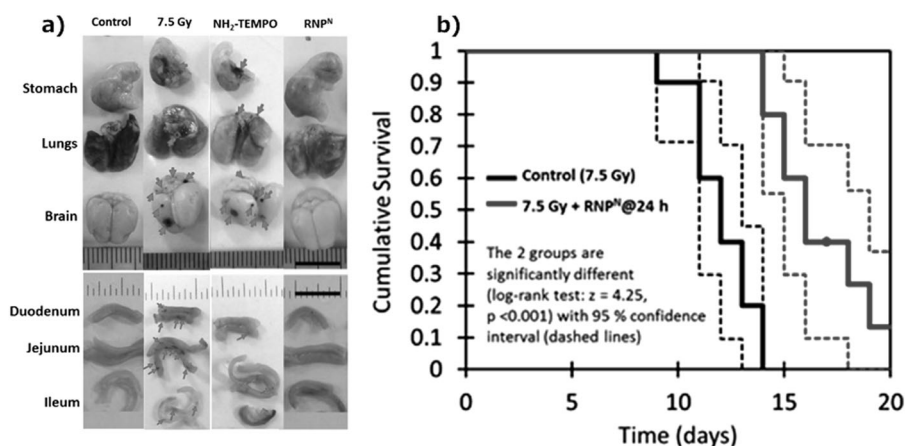 a)
Control 7.5 Gy NH₂-TEMPO RNPᴺ
Stomach
Lungs
Brain
Duodenum
Jejunum
Ileum
b)
Cumulative Survival
1
0.9
0.8
0.7
0.6
0.5
0.4
0.3
0.2
0.1
0
Control (7.5 Gy)
7.5 Gy + RNPᴺ@24 h
The 2 groups are
significantly different
(log-rank test: z = 4.25,
p <0.001) with 95 % confidence
interval (dashed lines)
0 5 10 15 20
Time (days)